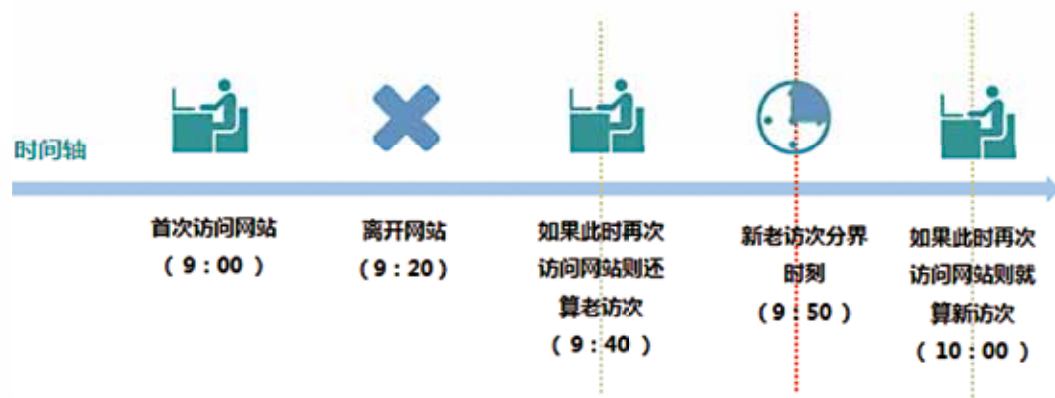 时间轴
首次访问网站
（9：00）
离开网站
（9：20）
如果此时再次
访问网站则还
算老访次
（9：40）
新老访次分界
时刻
（9：50）
如果此时再次
访问网站则就
算新访次
（10：00）